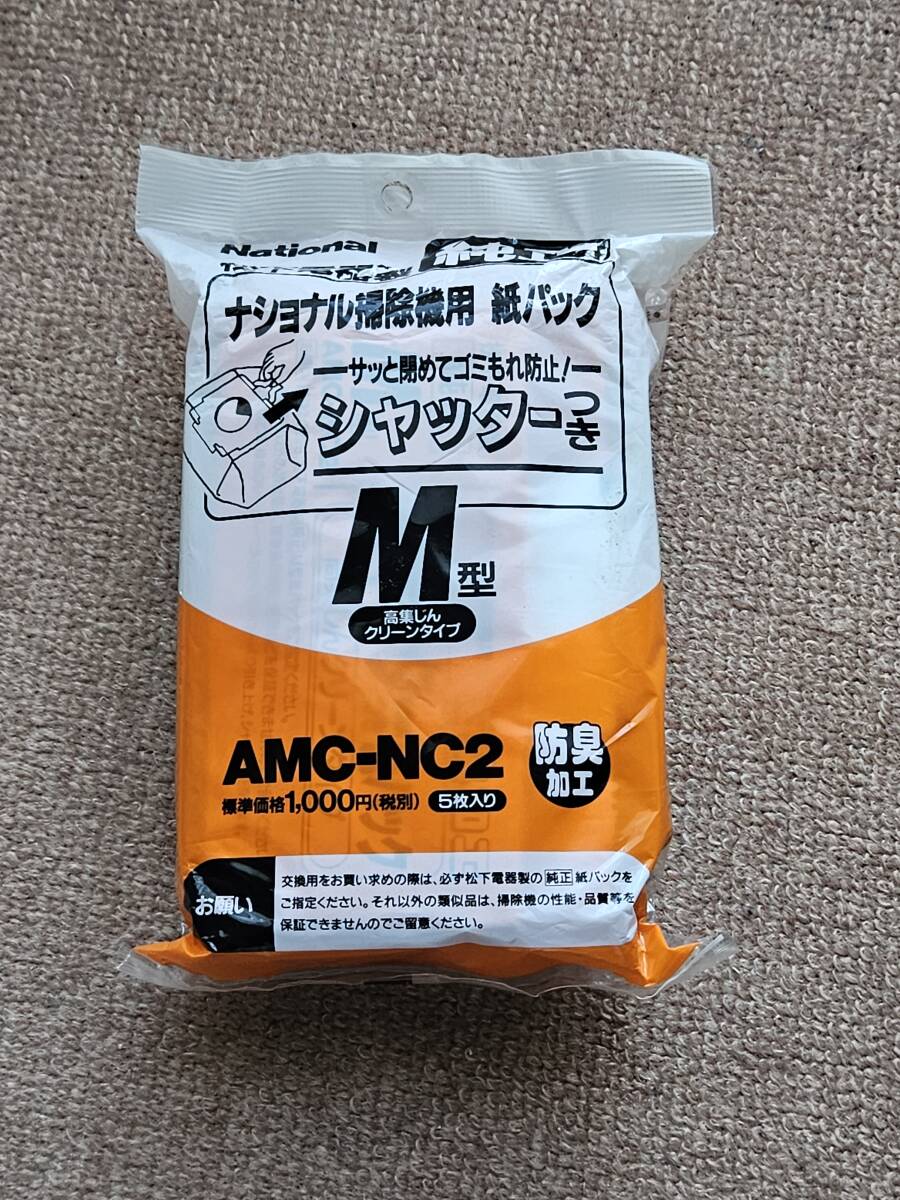 National
ナショナル掃除機用 紙パック
サッと閉めてゴミもれ防止!
シャッターつき
M型
高集じん
クリーンタイプ
AMC-NC2
防臭
加工
標準価格1,000円(税別) 5枚入り
お願い
交換用をお買い求めの際は、必ず松下電器製の純正紙パックを
ご指定ください。それ以外の類似品は、掃除機の性能・品質等を
保証できませんのでご留意ください。